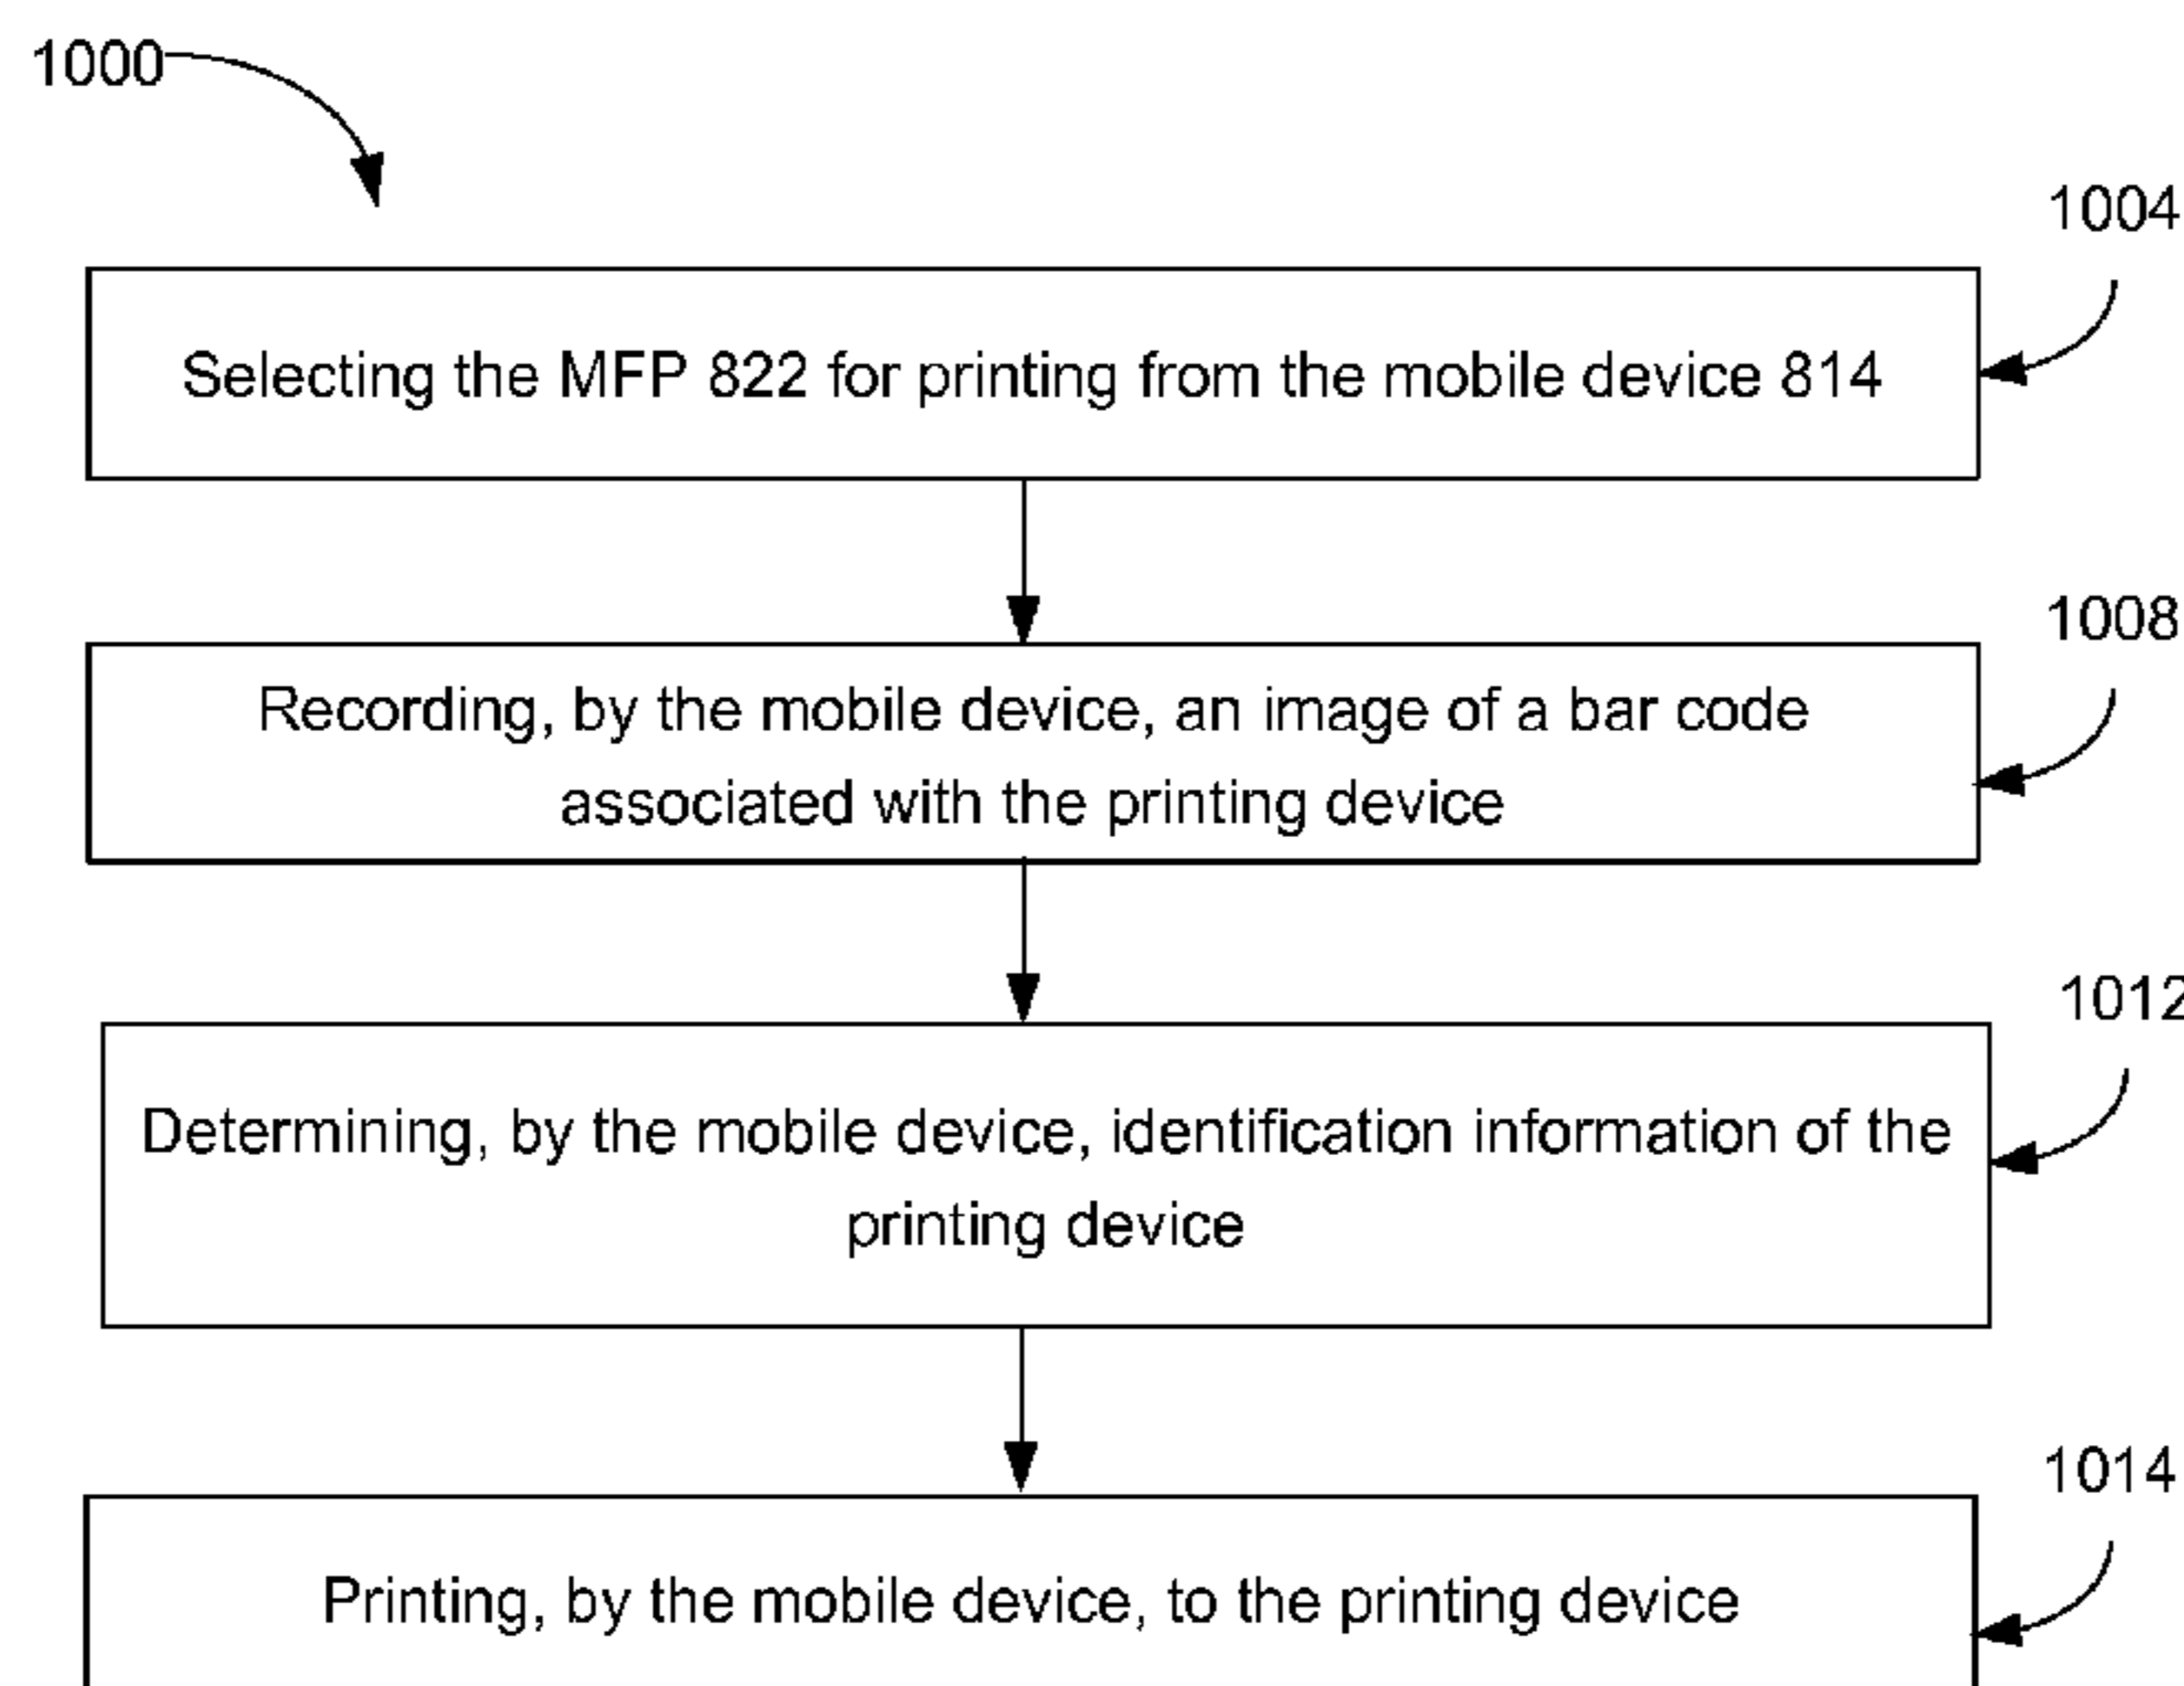 1000
1004
Selecting the MFP 822 for printing from the mobile device 814
1008
Recording, by the mobile device, an image of a bar code
associated with the printing device
1012
Determining, by the mobile device, identification information of the
printing device
1014
Printing, by the mobile device, to the printing device